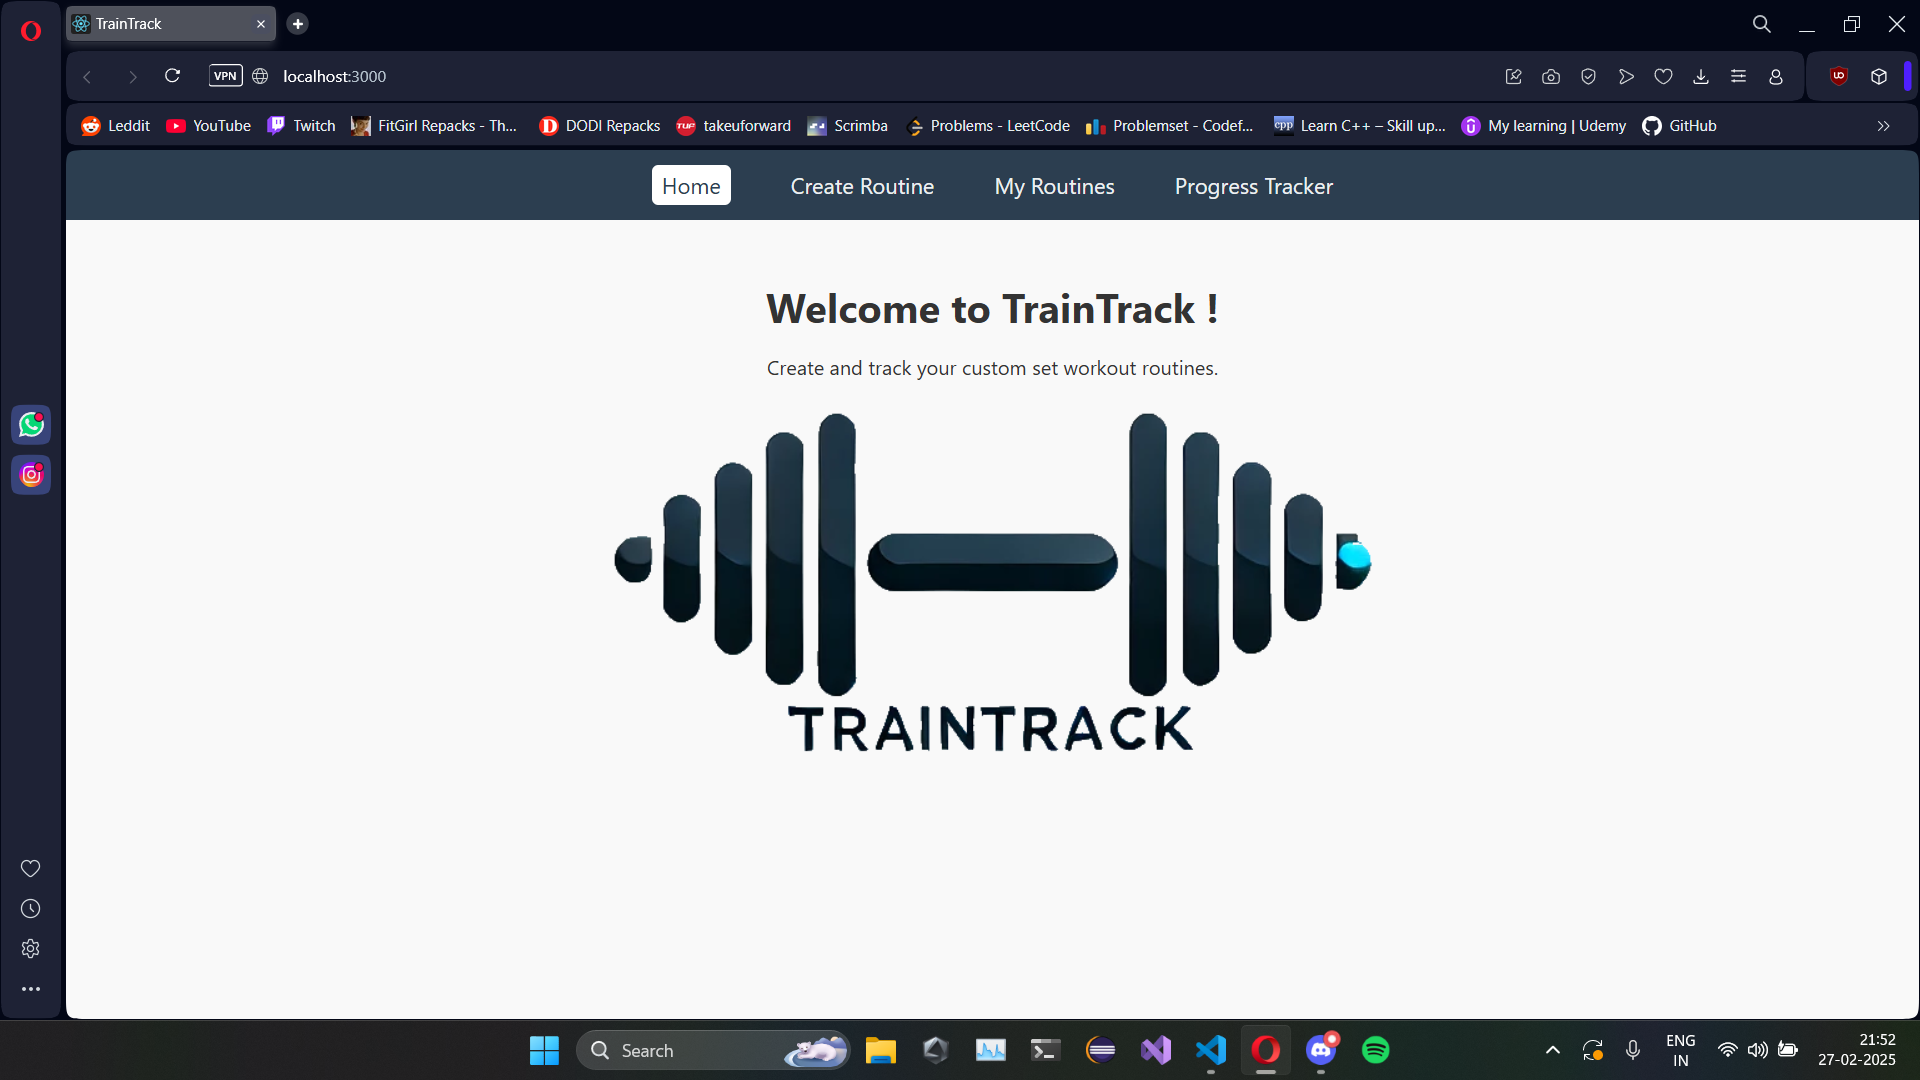 TrainTrack
VPN
localhost:3000
Leddit
YouTube
Twitch
FitGirl Repacks - Th...
DODI Repacks
TUF takeuforward
Scrimba
Problems - LeetCode
Problemset - Codef...
cpp Learn C++ – Skill up...
My learning | Udemy
GitHub
Home
Create Routine
My Routines
Progress Tracker
Welcome to TrainTrack !
Create and track your custom set workout routines.
TRAINTRACK
Search
ENG
IN
21:52
27-02-2025